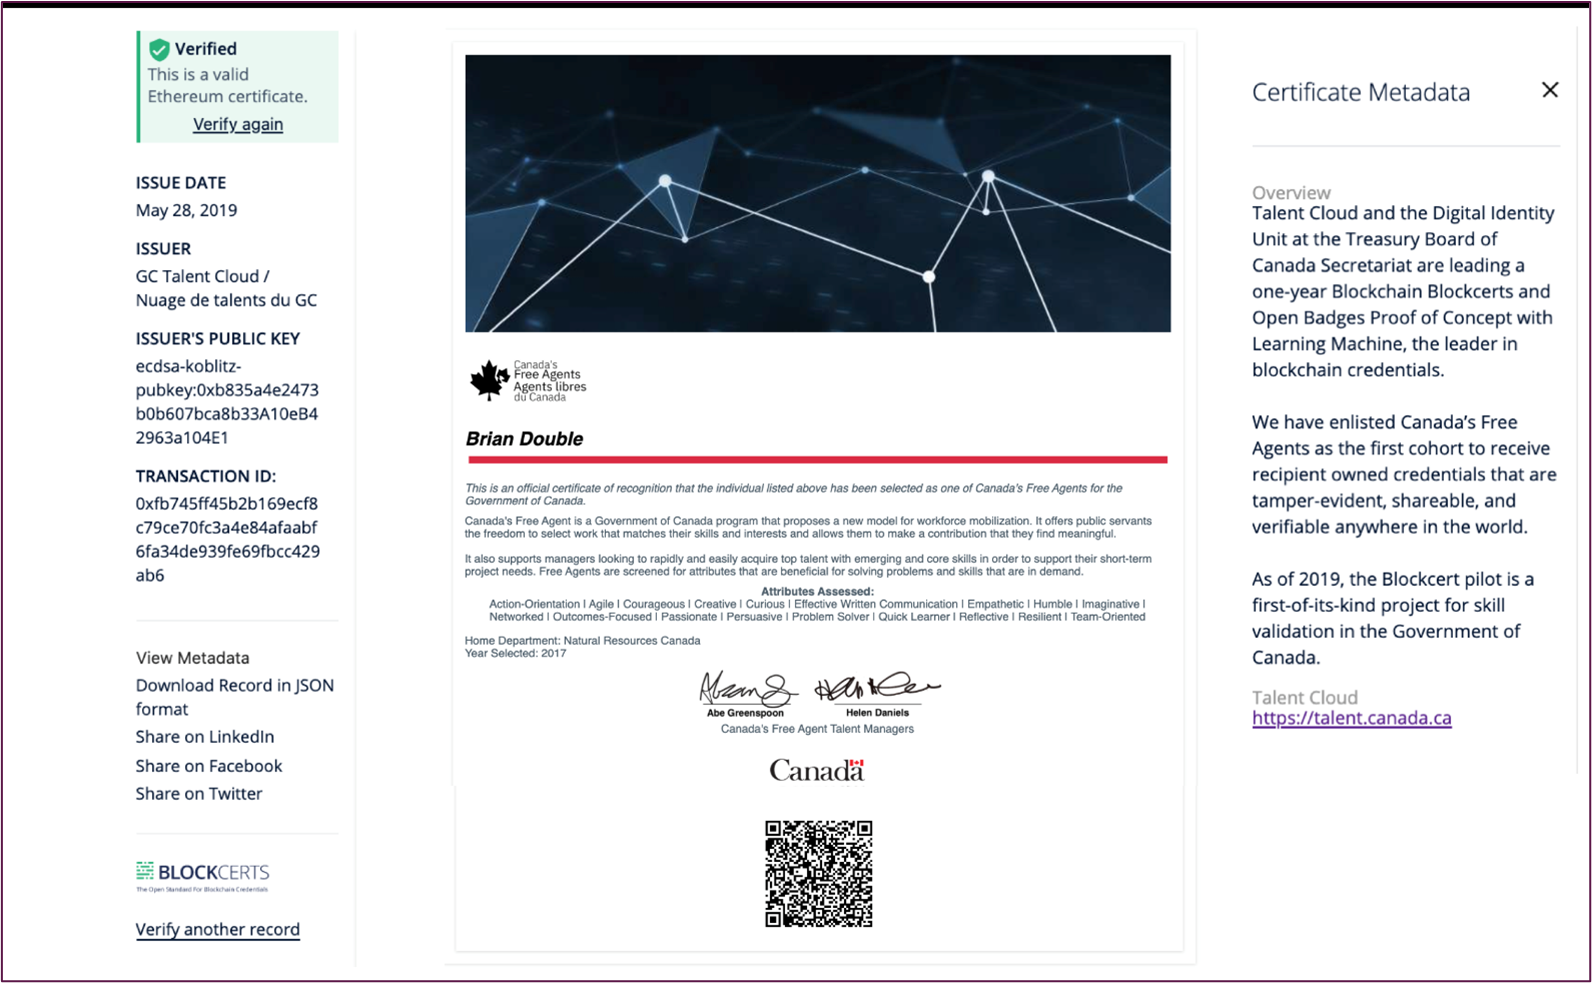 Verified
This is a valid
Ethereum certificate.
Verify again
ISSUE DATE
May 28, 2019
ISSUER
GC Talent Cloud /
Nuage de talents du GC
ISSUER'S PUBLIC KEY
ecdsa-koblitz-
pubkey:0xb835a4e2473
b0b607bca8b33A10eB4
2963a104E1
TRANSACTION ID:
0xfb745ff45b2b169ecf8
c79ce70fc3a4e84afaabf
6fa34de939fe69fbcc429
ab6
View Metadata
Download Record in JSON
format
Share on LinkedIn
Share on Facebook
Share on Twitter
BLOCKCERTS
The Open Standard For Blockchain Credentials
Verify another record
Canada's
Free Agents
Agents libres
du Canada
Brian Double
This is an official certificate of recognition that the individual listed above has been selected as one of Canada's Free Agents for the
Government of Canada.
Canada's Free Agent is a Government of Canada program that proposes a new model for workforce mobilization. It offers public servants
the freedom to select work that matches their skills and interests and allows them to make a contribution that they find meaningful.
It also supports managers looking to rapidly and easily acquire top talent with emerging and core skills in order to support their short-term
project needs. Free Agents are screened for attributes that are beneficial for solving problems and skills that are in demand.
Attributes Assessed:
Action-Orientation | Agile | Courageous | Creative | Curious | Effective Written Communication | Empathetic | Humble | Imaginative |
Networked | Outcomes-Focused | Passionate | Persuasive | Problem Solver | Quick Learner | Reflective | Resilient | Team-Oriented
Home Department: Natural Resources Canada
Year Selected: 2017
Abe Greenspoon
Helen Daniels
Canada's Free Agent Talent Managers
Canada
Certificate Metadata
Overview
Talent Cloud and the Digital Identity
Unit at the Treasury Board of
Canada Secretariat are leading a
one-year Blockchain Blockcerts and
Open Badges Proof of Concept with
Learning Machine, the leader in
blockchain credentials.
We have enlisted Canada's Free
Agents as the first cohort to receive
recipient owned credentials that are
tamper-evident, shareable, and
verifiable anywhere in the world.
As of 2019, the Blockcert pilot is a
first-of-its-kind project for skill
validation in the Government of
Canada.
Talent Cloud
https://talent.canada.ca